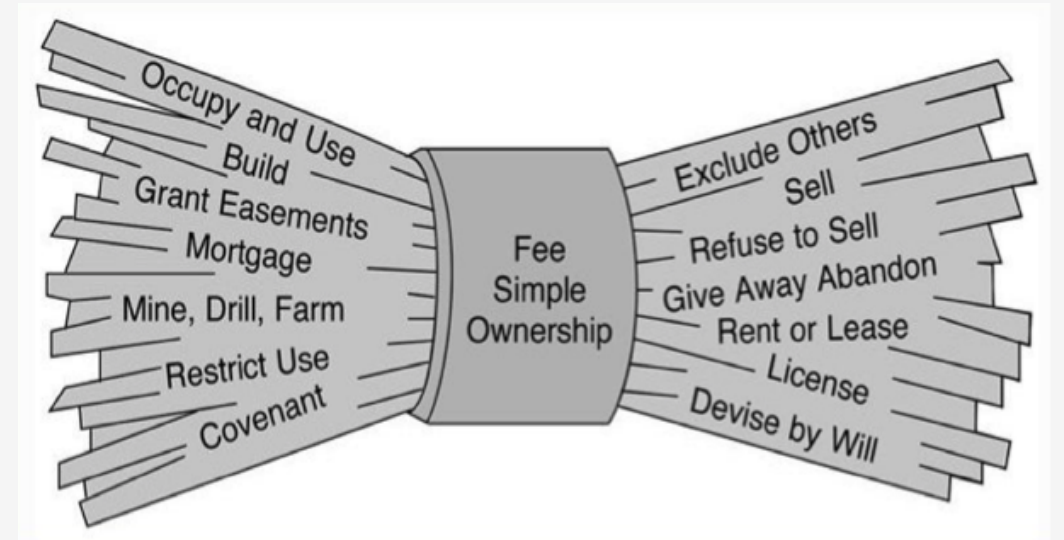 Occupy and Use
Build
Grant Easements
Mortgage
Mine, Drill, Farm
Restrict Use
Covenant
Fee
Simple
Ownership
Exclude Others
Sell
Refuse to Sell
Give Away Abandon
Rent or Lease
License
Devise by Will